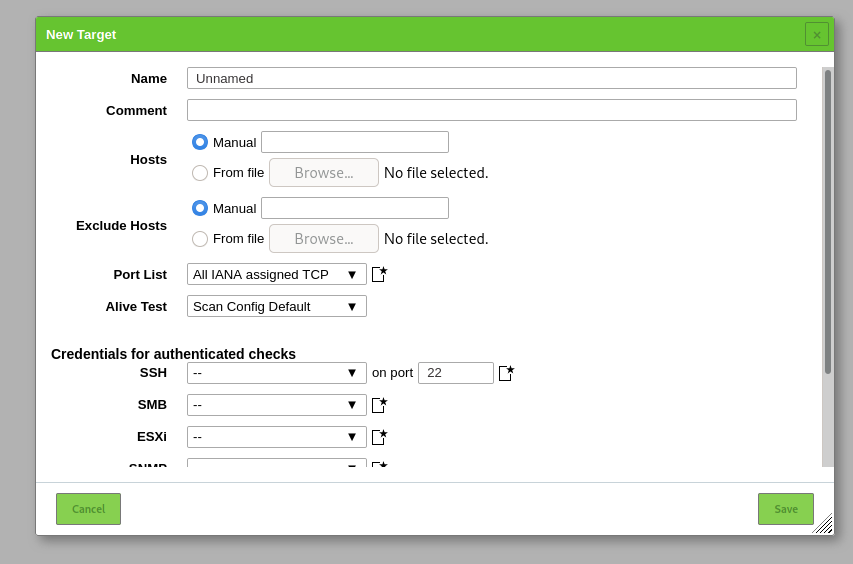 New Target ×
Name Unnamed
Comment
Hosts
Manual
From file Browse... No file selected.
Exclude Hosts
Manual
From file Browse... No file selected.
Port List All IANA assigned TCP ▼
Alive Test Scan Config Default ▼
Credentials for authenticated checks
SSH -- ▼ on port 22
SMB -- ▼
ESXi -- ▼
SNMP
Cancel Save